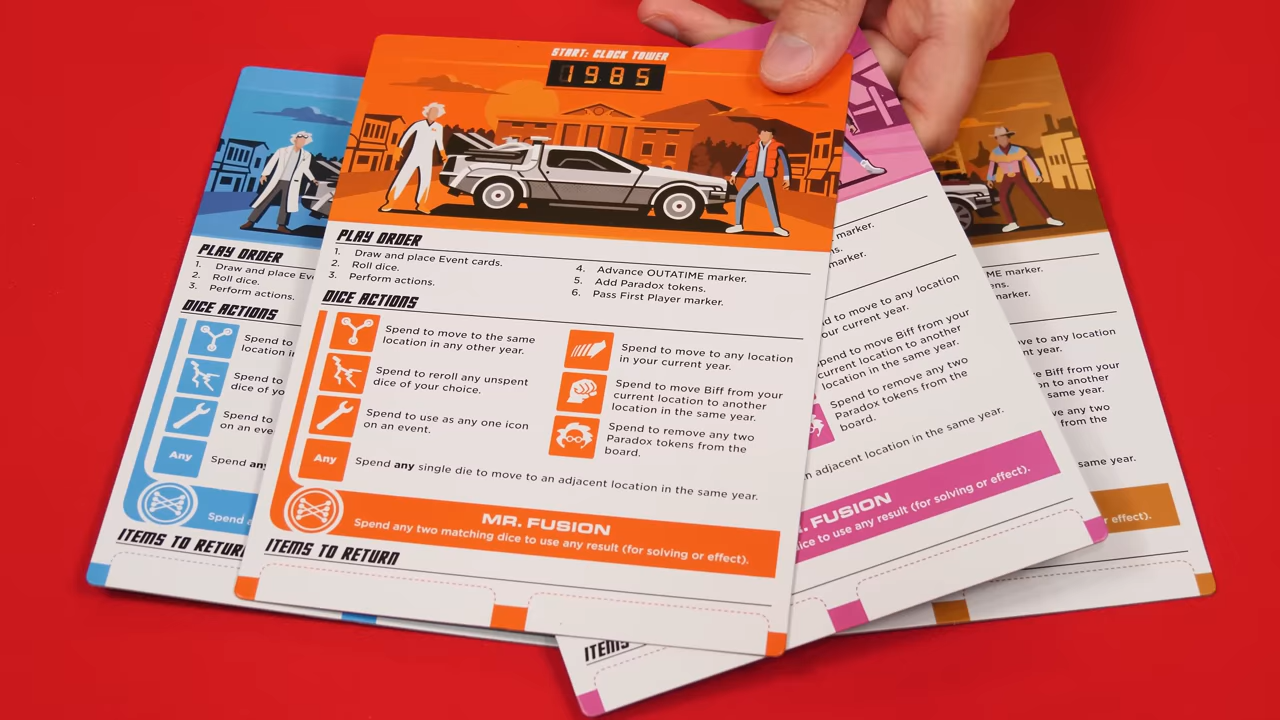 START: CLOCK TOWER
1985
PLAY ORDER
1. Draw and place Event cards.
2. Roll dice.
3. Perform actions.
4. Advance OUTATIME marker.
5. Add Paradox tokens.
6. Pass First Player marker.
DICE ACTIONS
Spend to move to the same
location in any other year.
Spend to reroll any unspent
dice of your choice.
Spend to use as any one icon
on an event.
Spend to move to any location
in your current year.
Spend to move Biff from your
current location to another
location in the same year.
Spend to remove any two
Paradox tokens from the
board.
Any
Spend any single die to move to an adjacent location in the same year.
MR. FUSION
Spend any two matching dice to use any result (for solving or effect).
ITEMS TO RETURN
PLAY ORDER
1. Draw and place
2. Roll dice.
3. Perform actions.
DICE ACTIONS
Spend to
location
Spend to
dice of
Spend to
on an
Any
Spend
Spend
ITEMS TO RETURN
marker.
marker.
to move to any location
your current year.
Spend to move Biff from your
current location to another
location in the same year.
Spend to remove any two
Paradox tokens from the
board.
adjacent location in the same year.
FUSION
dice to use any result (for solving or effect).
ITEMS
marker.
marker.
to any location
year.
from your
to another
same year.
any two
from the
same year.
effect).